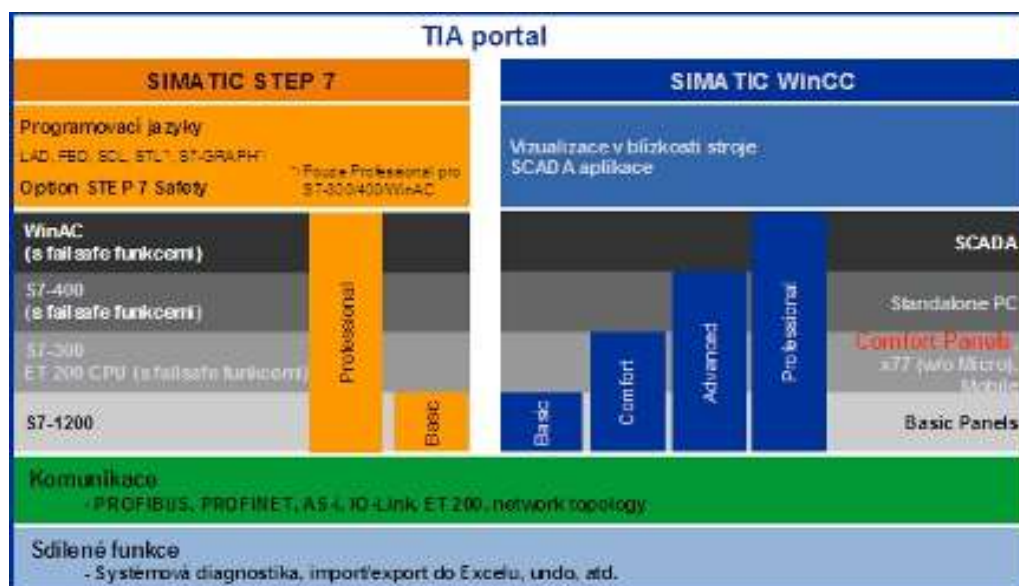 TIA portal
SIMATIC STEP 7
Programovací jazyky
LAD, FBD, SCL, STL*, S7-GRAPH*
*) Pouze Professional pro
S7-300/400/WinAC
Option STEP 7 Safety
SIMATIC WinCC
Vizualizace v blízkosti stroje
SCADA aplikace
WinAC
(s failsafe funkcemi)
S7-400
(s failsafe funkcemi)
S7-300
ET 200 CPU (s failsafe funkcemi)
S7-1200
Professional
Basic
Basic
Comfort
Advanced
Professional
SCADA
Standalone PC
Comfort Panels,
x77 (w/o Micro),
Mobile
Basic Panels
Komunikace
- PROFIBUS, PROFINET, AS-i, IO-Link, ET 200, network topology
Sdílené funkce
- Systémová diagnostika, import/export do Excelu, undo, atd.